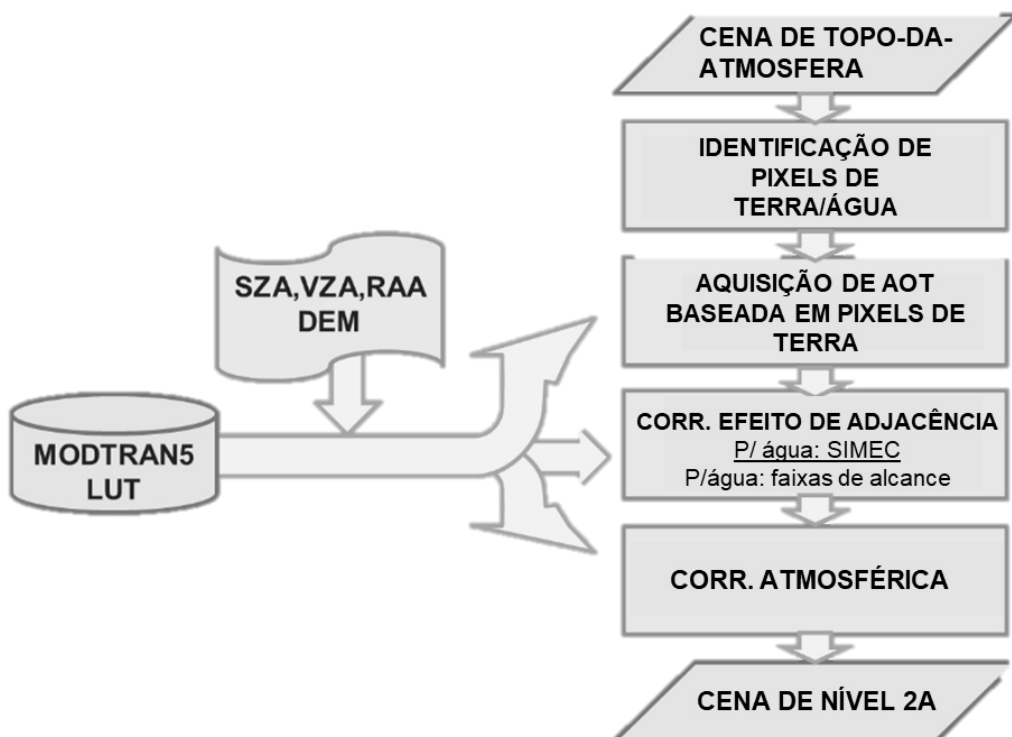 CENA DE TOPO-DA-
ATMOSFERA
IDENTIFICAÇÃO DE
PIXELS DE
TERRA/ÁGUA
AQUISIÇÃO DE AOT
BASEADA EM PIXELS DE
TERRA
CORR. EFEITO DE ADJACÊNCIA
P/ água: SIMEC
P/água: faixas de alcance
CORR. ATMOSFÉRICA
CENA DE NÍVEL 2A
SZA,VZA,RAA
DEM
MODTRAN5
LUT